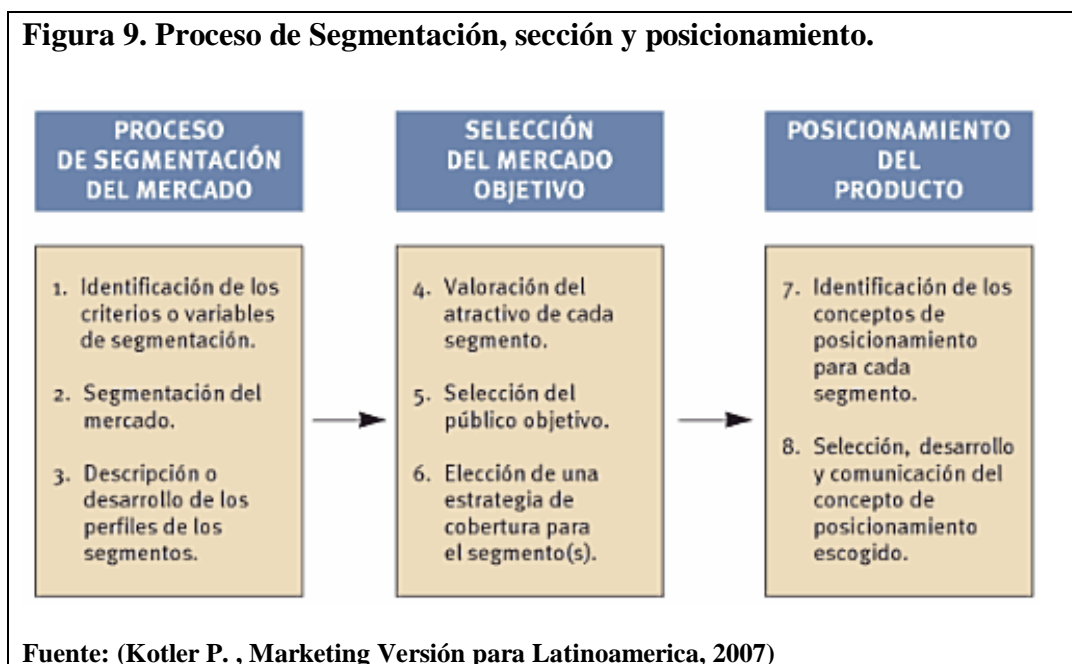 Figura 9. Proceso de Segmentación, sección y posicionamiento.
PROCESO
DE SEGMENTACIÓN
DEL MERCADO
1. Identificación de los
criterios o variables
de segmentación.
2. Segmentación del
mercado.
3. Descripción o
desarrollo de los
perfiles de los
segmentos.
SELECCIÓN
DEL MERCADO
OBJETIVO
4. Valoración del
atractivo de cada
segmento.
5. Selección del
público objetivo.
6. Elección de una
estrategia de
cobertura para
el segmento(s).
POSICIONAMIENTO
DEL
PRODUCTO
7. Identificación de los
conceptos de
posicionamiento
para cada
segmento.
8. Selección, desarrollo
y comunicación del
concepto de
posicionamiento
escogido.
Fuente: (Kotler P. , Marketing Versión para Latinoamerica, 2007)